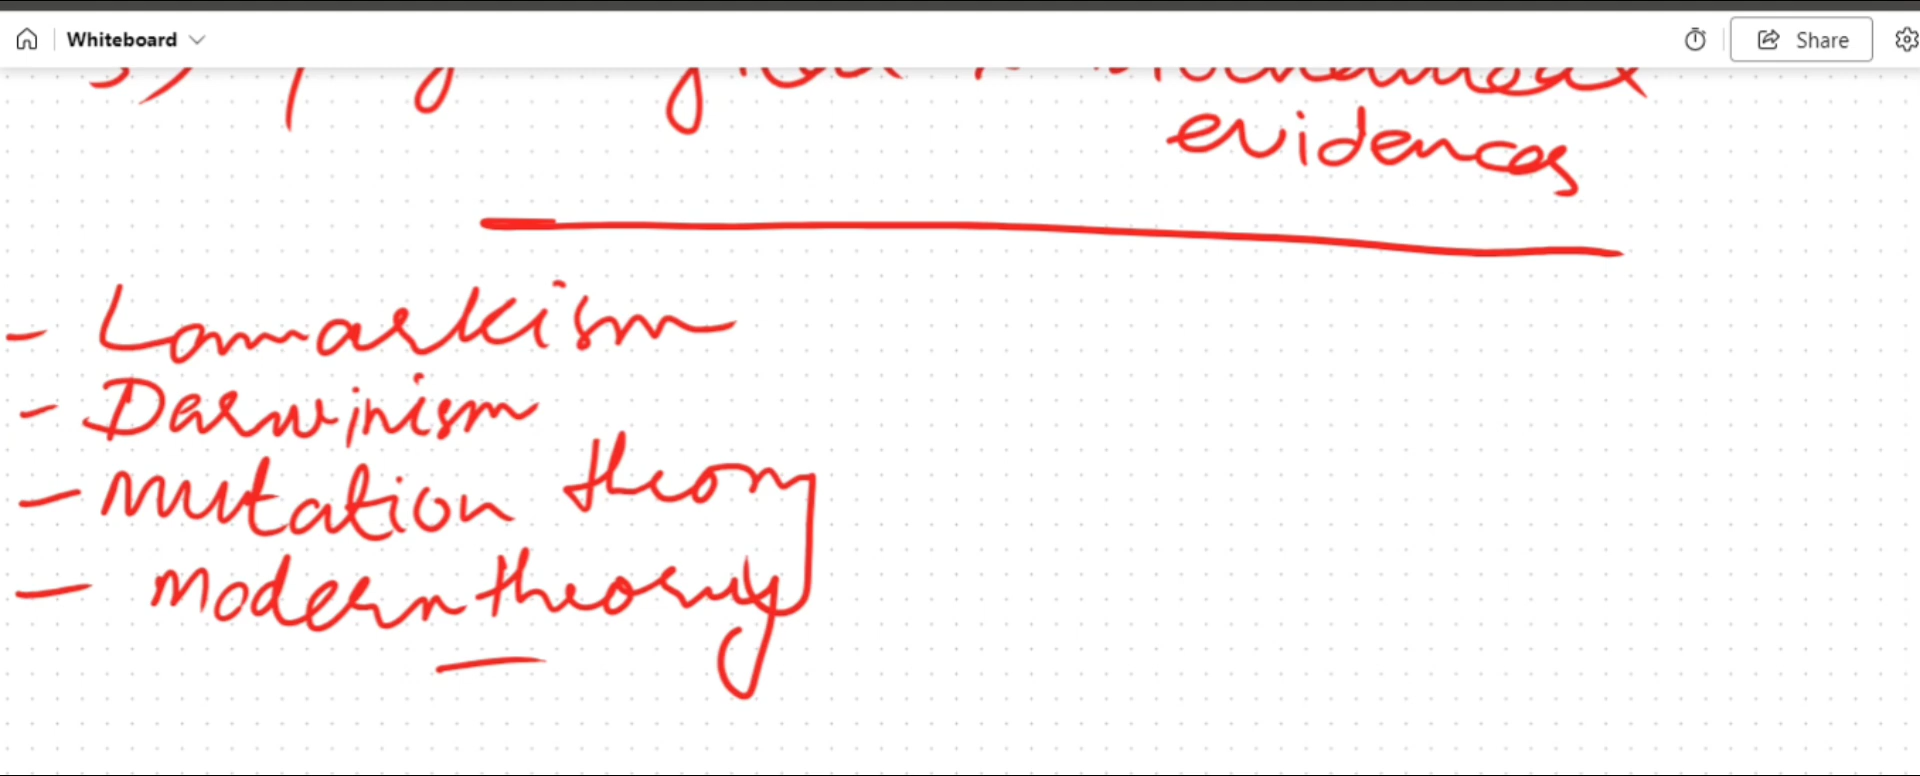 Whiteboard
Share
evidences
- Lamarkism
- Darwinism
- Mutation theory
- Modern theory